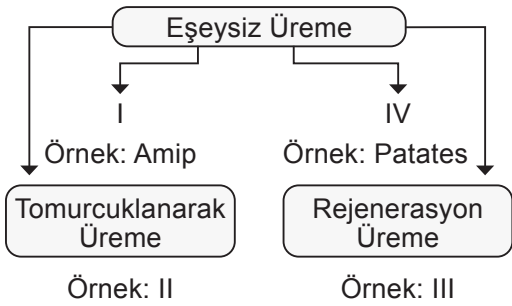 Eşeysiz Üreme
I
IV
Örnek: Amip
Örnek: Patates
Tomurcuklanarak
Üreme
Rejenerasyon
Üreme
Örnek: II
Örnek: III